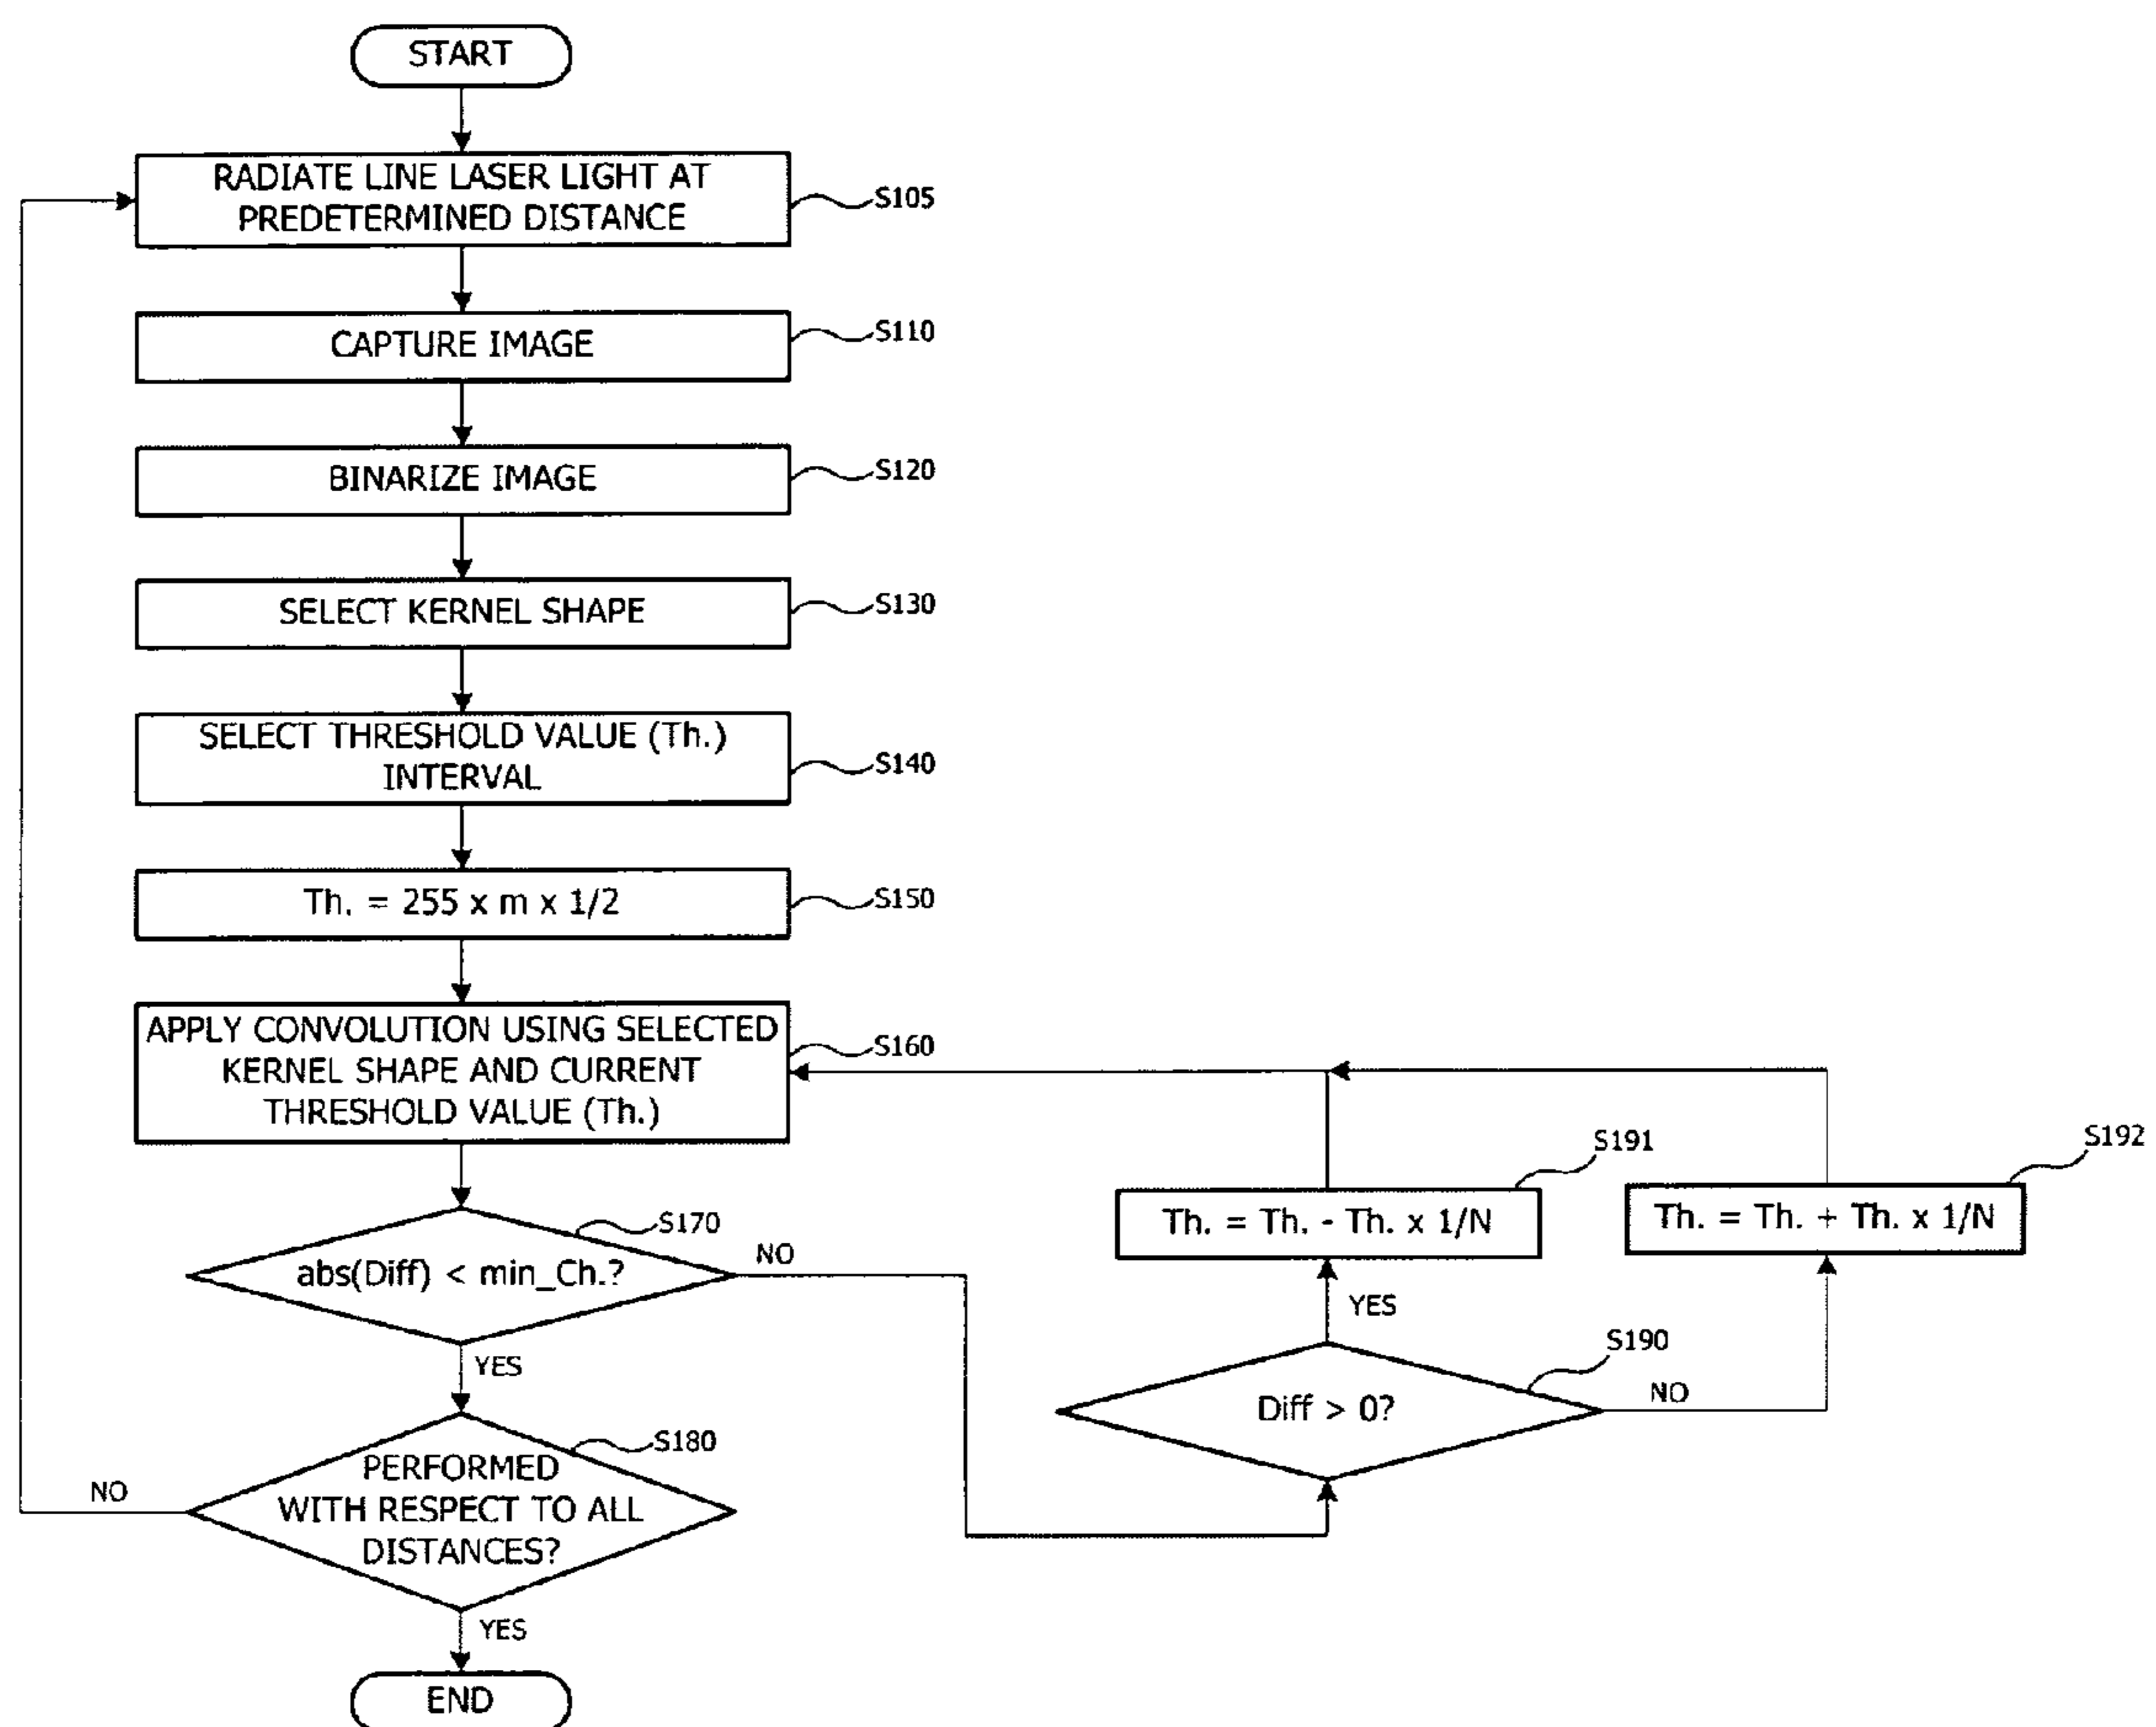 START
RADIATE LINE LASER LIGHT AT
PREDETERMINED DISTANCE
S105
CAPTURE IMAGE
S110
BINARIZE IMAGE
S120
SELECT KERNEL SHAPE
S130
SELECT THRESHOLD VALUE (Th.)
INTERVAL
S140
Th. = 255 x m x 1/2
S150
APPLY CONVOLUTION USING SELECTED
KERNEL SHAPE AND CURRENT
THRESHOLD VALUE (Th.)
S160
abs(Diff) < min_Ch.?
S170
NO
YES
PERFORMED
WITH RESPECT TO ALL
DISTANCES?
S180
NO
YES
END
Diff > 0?
S190
YES
NO
Th. = Th. - Th. x 1/N
S191
Th. = Th. + Th. x 1/N
S192